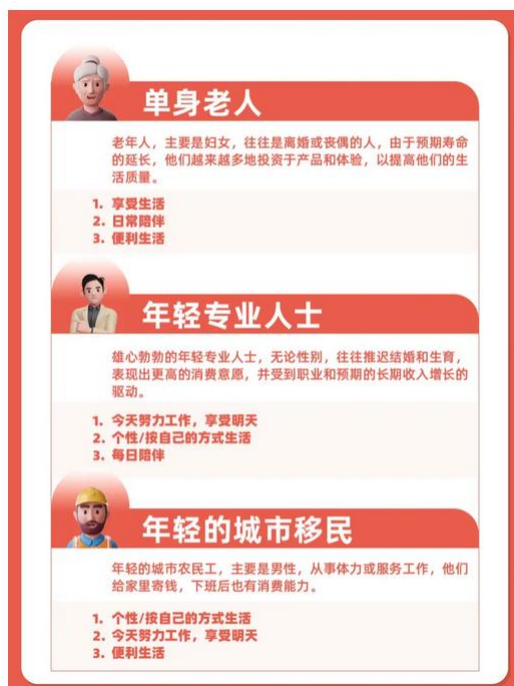 单身老人
老年人，主要是妇女，往往是离婚或丧偶的人，由于预期寿命
的延长，他们越来越多地投资于产品和体验，以提高他们的生
活质量。
1. 享受生活
2. 日常陪伴
3. 便利生活
年轻专业人士
雄心勃勃的年轻专业人士，无论性别，往往推迟结婚和生育，
表现出更高的消费意愿，并受到职业和预期的长期收入增长的
驱动。
1. 今天努力工作，享受明天
2. 个性/按自己的方式生活
3. 每日陪伴
年轻的城市移民
年轻的城市农民工，主要是男性，从事体力或服务工作，他们
给家里寄钱，下班后也有消费能力。
1. 个性/按自己的方式生活
2. 今天努力工作，享受明天
3. 便利生活